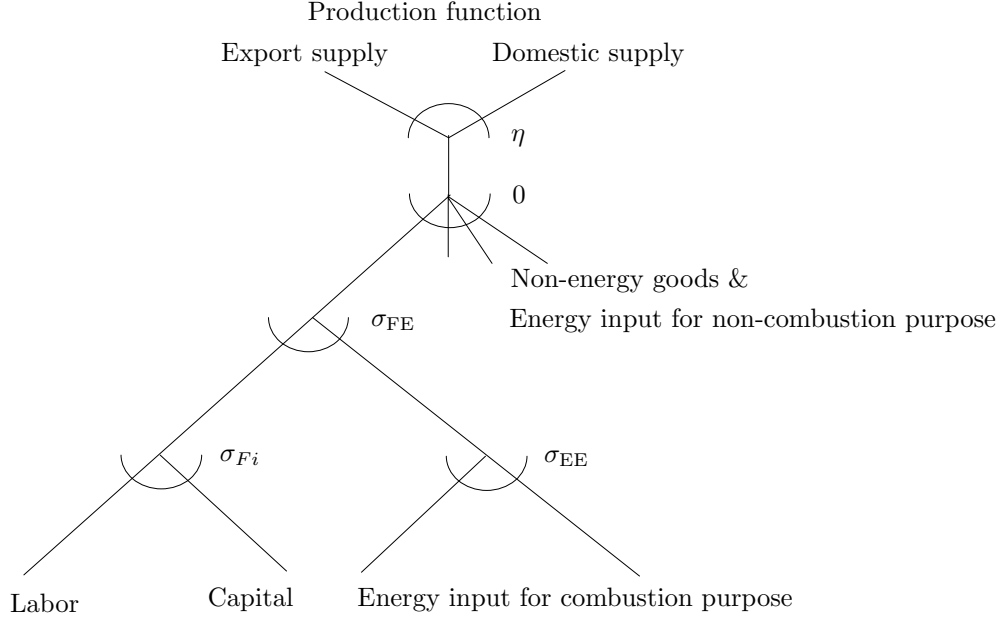 Production function
Export supply
Domestic supply
η
0
Non-energy goods &
Energy input for non-combustion purpose
σFE
σFi
σEE
Labor
Capital
Energy input for combustion purpose